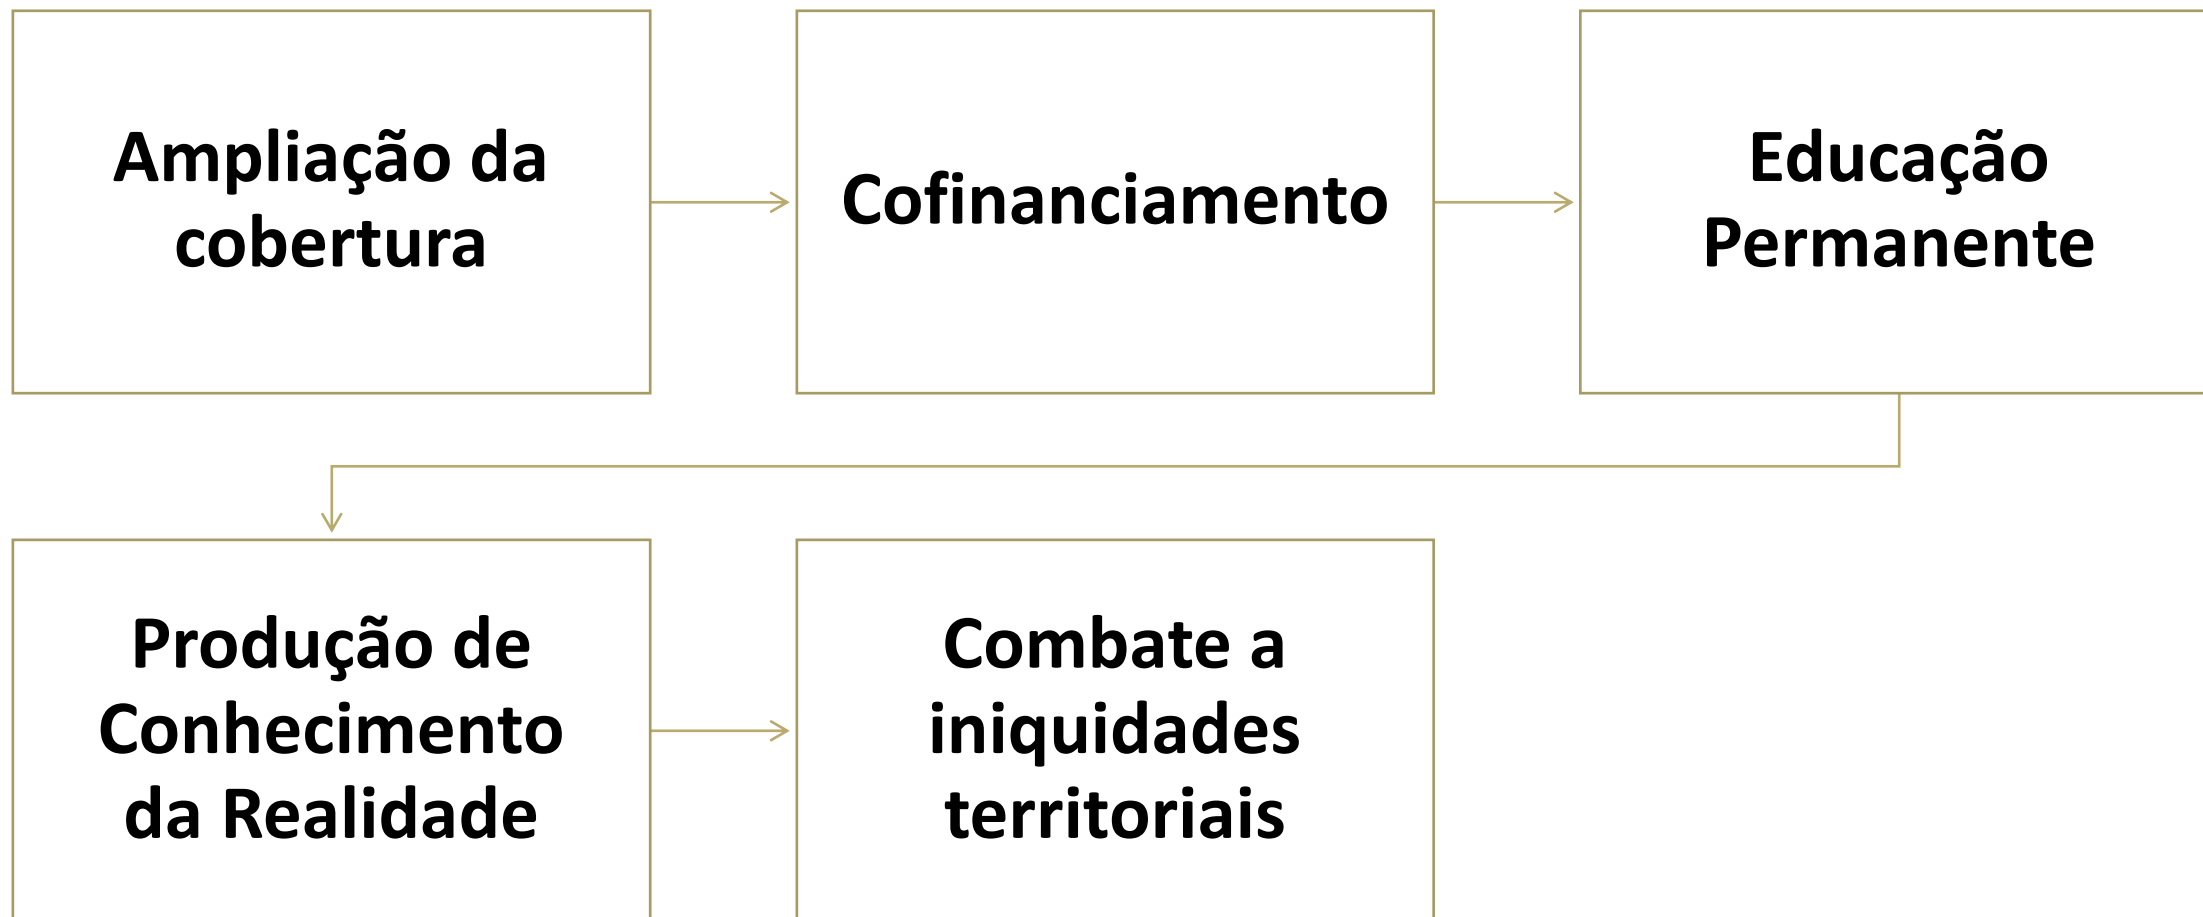 Ampliação da
cobertura
Cofinanciamento
Educação
Permanente
Produção de
Conhecimento
da Realidade
Combate a
iniquidades
territoriais